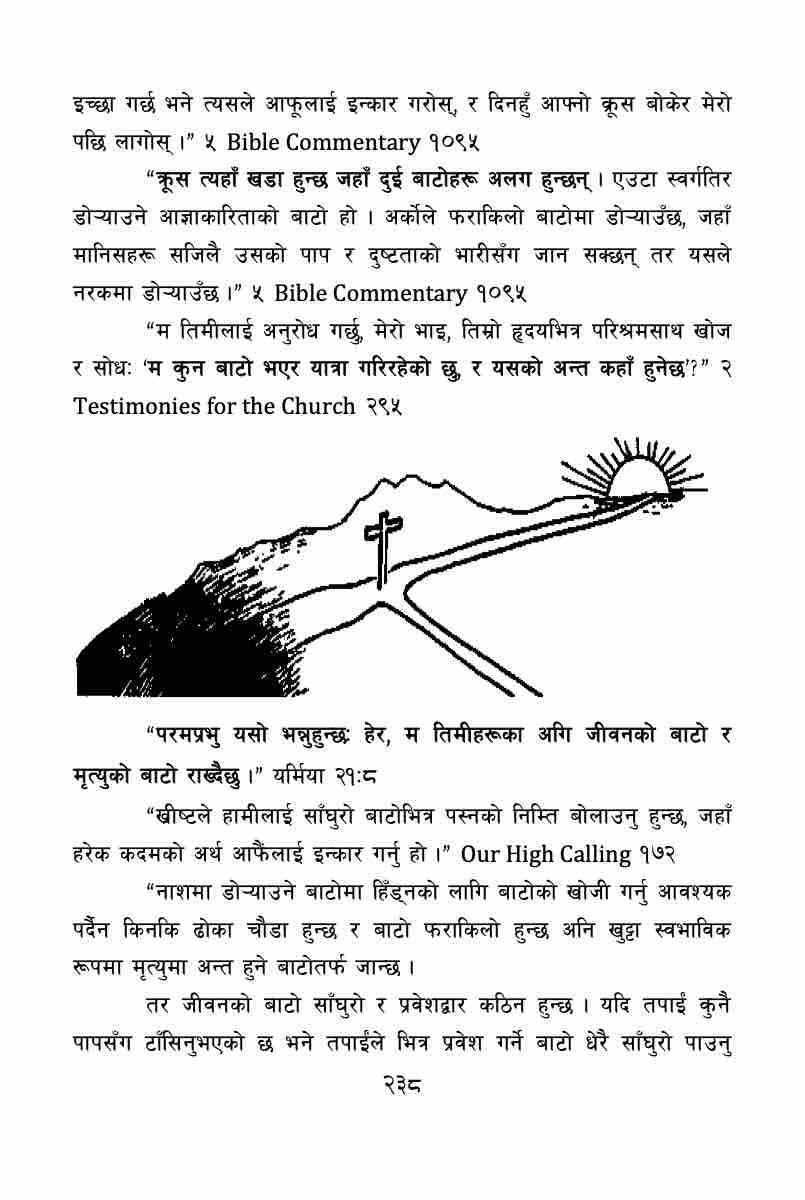 इच्छा गर्छ भने त्यसले आफूलाई इन्कार गरोस्, र दिनहुँ आफ्नो क्रूस बोकेर मेरो
पछि लागोस् ।” ५ Bible Commentary १०९५
“क्रूस त्यहाँ खडा हुन्छ जहाँ दुई बाटोहरू अलग हुन्छन् । एउटा स्वर्गतिर
डोर्‍याउने आज्ञाकारिताको बाटो हो । अर्कोले फराकिलो बाटोमा डोर्‍याउँछ, जहाँ
मानिसहरू सजिलै उसको पाप र दुष्टताको भारीसँग जान सक्छन् तर यसले
नरकमा डोर्‍याउँछ ।” ५ Bible Commentary १०९५
“म तिमीलाई अनुरोध गर्छु, मेरो भाइ, तिम्रो हृदयभित्र परिश्रमसाथ खोज
र सोधः ‘म कुन बाटो भएर यात्रा गरिरहेको छु, र यसको अन्त कहाँ हुनेछ’?” २
Testimonies for the Church २९५
“परमप्रभु यसो भन्नुहुन्छः हेर, म तिमीहरूका अगि जीवनको बाटो र
मृत्युको बाटो राख्दैछु ।” यर्मिया २१:८
“ख्रीष्टले हामीलाई साँघुरो बाटोभित्र पस्नको निम्ति बोलाउनु हुन्छ, जहाँ
हरेक कदमको अर्थ आफैंलाई इन्कार गर्नु हो ।” Our High Calling १७२
“नाशमा डोर्‍याउने बाटोमा हिँड्नको लागि बाटोको खोजी गर्नु आवश्यक
पर्दैन किनकि ढोका चौडा हुन्छ र बाटो फराकिलो हुन्छ अनि खुट्टा स्वभाविक
रूपमा मृत्युमा अन्त हुने बाटोतर्फ जान्छ ।
तर जीवनको बाटो साँघुरो र प्रवेशद्वार कठिन हुन्छ । यदि तपाईं कुनै
पापसँग टाँसिनुभएको छ भने तपाईंले भित्र प्रवेश गर्ने बाटो धेरै साँघुरो पाउनु
२३८